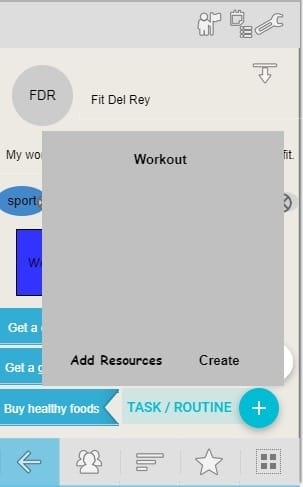 FDR
Fit Del Rey
My wo
fit.
Workout
sport
W
Get a
Get a g
Add Resources
Create
Buy healthy foods
TASK / ROUTINE
+